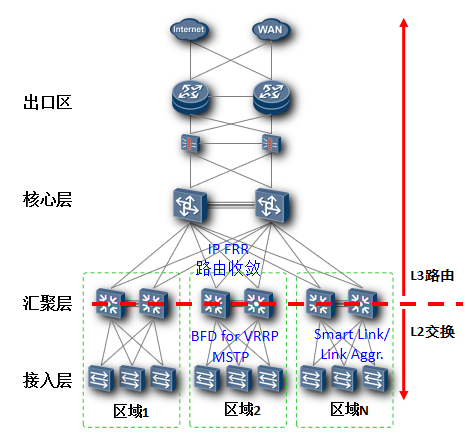 Internet
WAN
出口区
核心层
IP FRR
路由收敛
L3路由
汇聚层
L2交换
BFD for VRRP
MSTP
Smart Link/
Link Aggr.
接入层
区域1
区域2
区域N